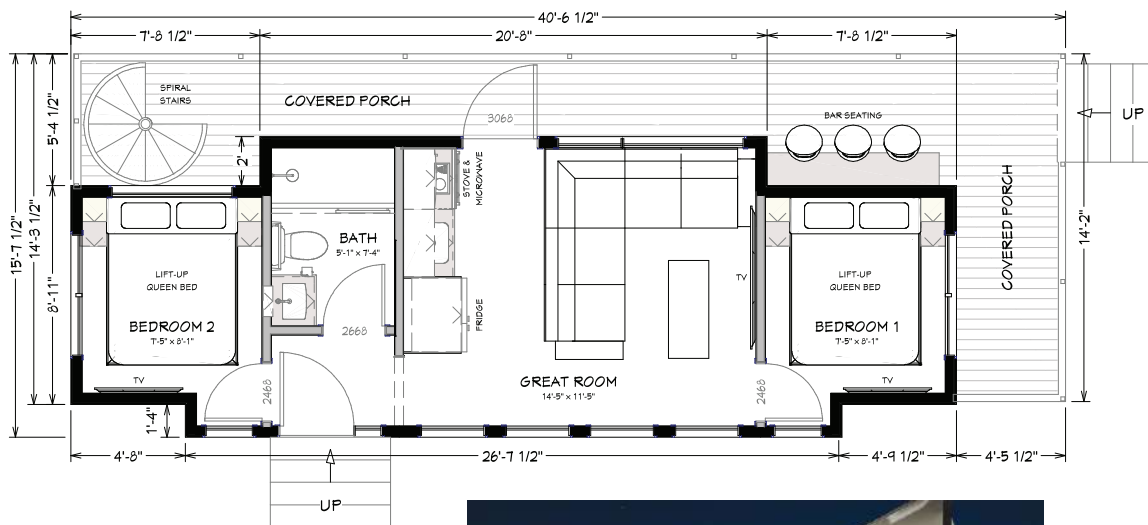 40'-6 1/2"
7'-8 1/2"
20'-8"
7'-8 1/2"
15'-7 1/2"
14'-3 1/2"
5'-4 1/2"
8'-11"
SPIRAL
STAIRS
COVERED PORCH
3068
BAR SEATING
UP
2'
STOVE &
MICROWAVE
COVERED PORCH
14'-2"
BATH
5'-1" x 7'-4"
TV
LIFT-UP
QUEEN BED
LIFT-UP
QUEEN BED
FRIDGE
BEDROOM 2
7'-5" x 8'-1"
2668
BEDROOM 1
7'-5" x 8'-1"
TV
2468
GREAT ROOM
14'-5" x 11'-5"
2468
TV
1'-4"
4'-8"
26'-7 1/2"
4'-9 1/2"
4'-5 1/2"
UP